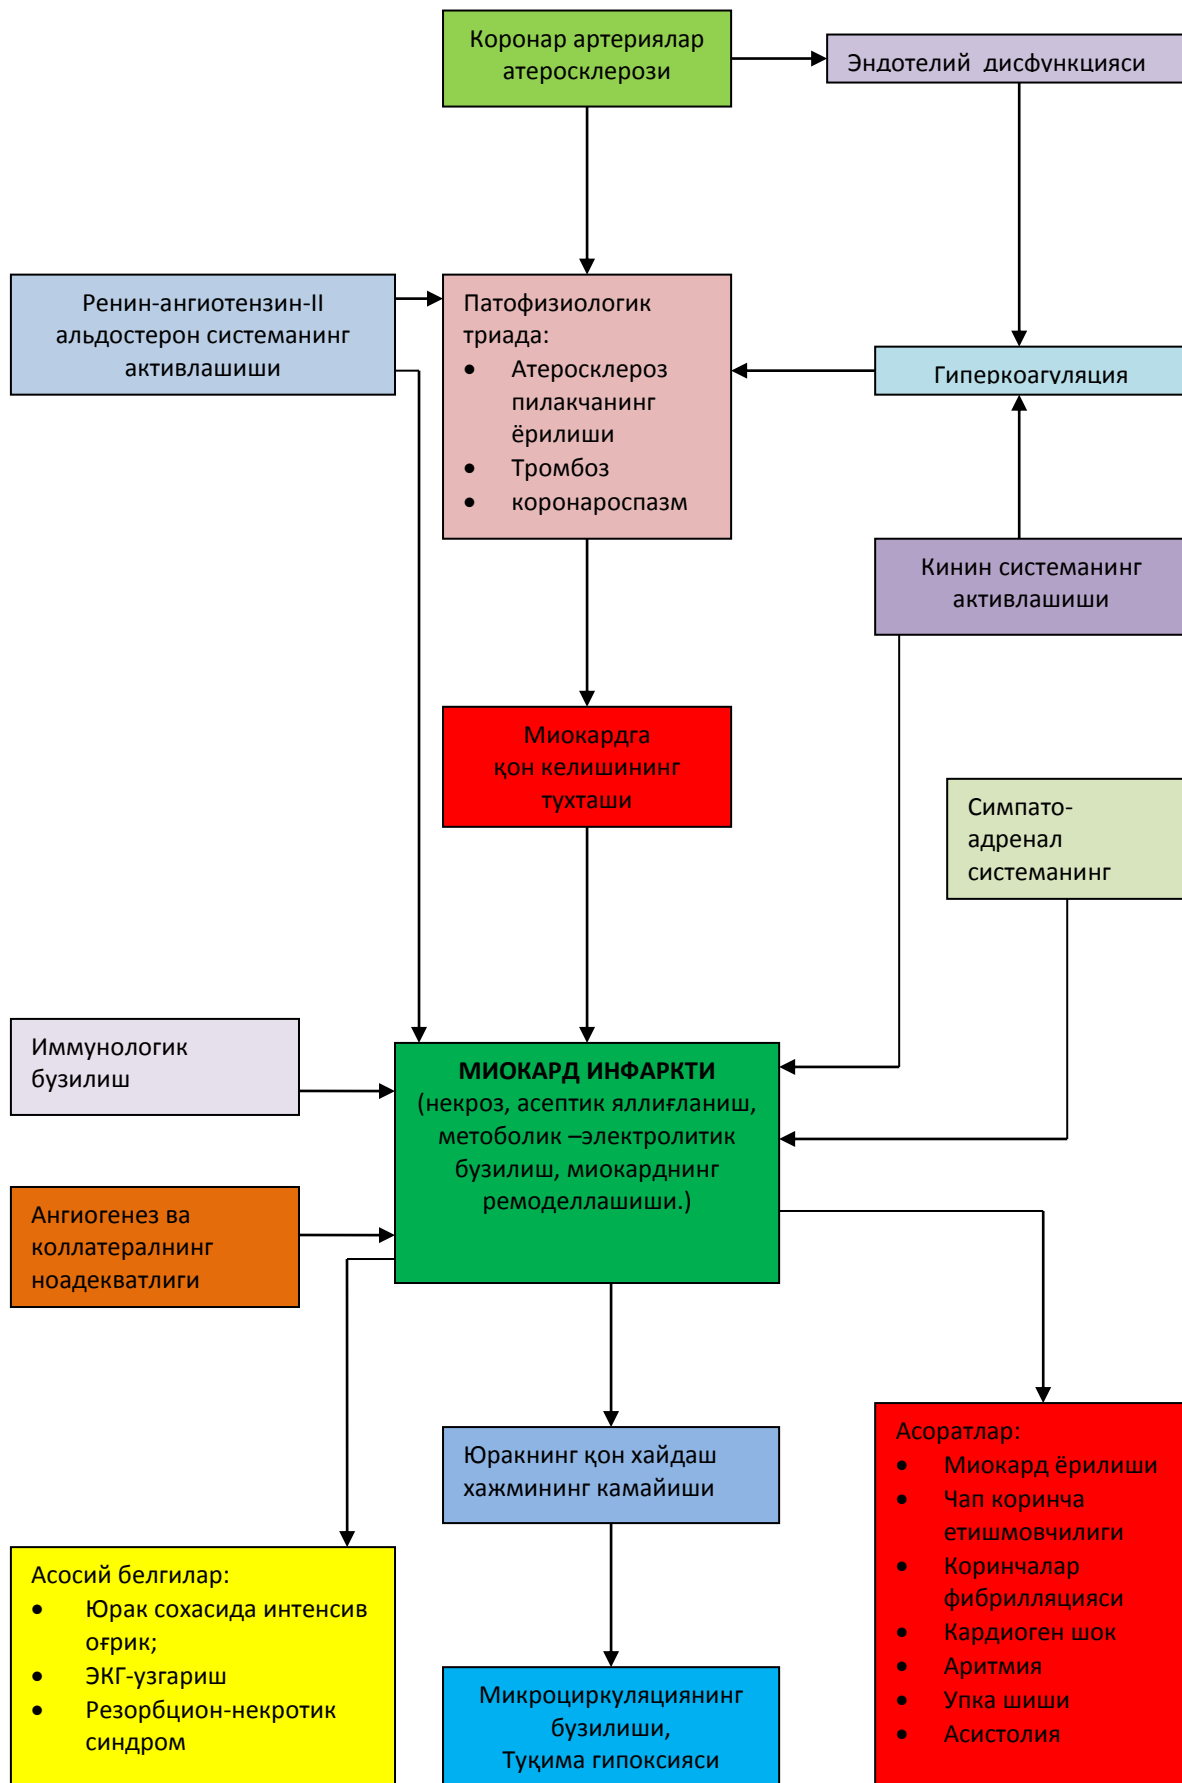 Коронар артериялар
атеросклерози
Эндотелий дисфункцияси
Ренин-ангиотензин-II
альдостерон системанинг
активлашиши
Патофизиологик
триада:
• Атеросклероз
пилакчанинг
ёрилиши
• Тромбоз
• коронароспазм
Гиперкоагуляция
Кинин системанинг
активлашиши
Миокардга
қон келишининг
тухташи
Симпато-
адренал
системанинг
Иммунологик
бузилиш
МИОКАРД ИНФАРКТИ
(некроз, асептик яллиғланиш,
метоболик –электролитик
бузилиш, миокарднинг
ремоделлашиши.)
Ангиогенез ва
коллатералнинг
ноадекватлиги
Юракнинг қон хайдаш
хажмининг камайиши
Асоратлар:
• Миокард ёрилиши
• Чап коринча
етишмовчилиги
• Коринчалар
фибрилляцияси
• Кардиоген шок
• Аритмия
• Упка шиши
• Асистолия
Асосий белгилар:
• Юрак сохасида интенсив
оғрик;
• ЭКГ-узгариш
• Резорбцион-некротик
синдром
Микроциркуляциянинг
бузилиши,
Туқима гипоксияси